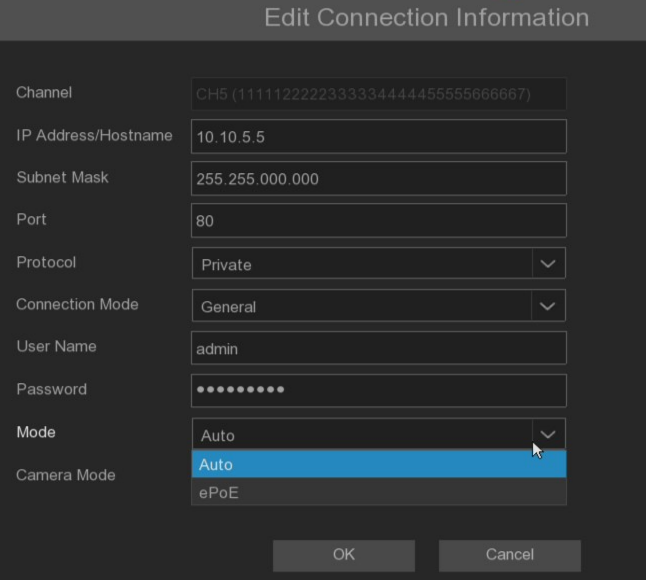 Edit Connection Information
Channel CH5 (11111222223333344444555555666667)
IP Address/Hostname 10.10.5.5
Subnet Mask 255.255.000.000
Port 80
Protocol Private
Connection Mode General
User Name admin
Password •••••••••
Mode Auto
Auto
Camera Mode
ePoE
OK Cancel